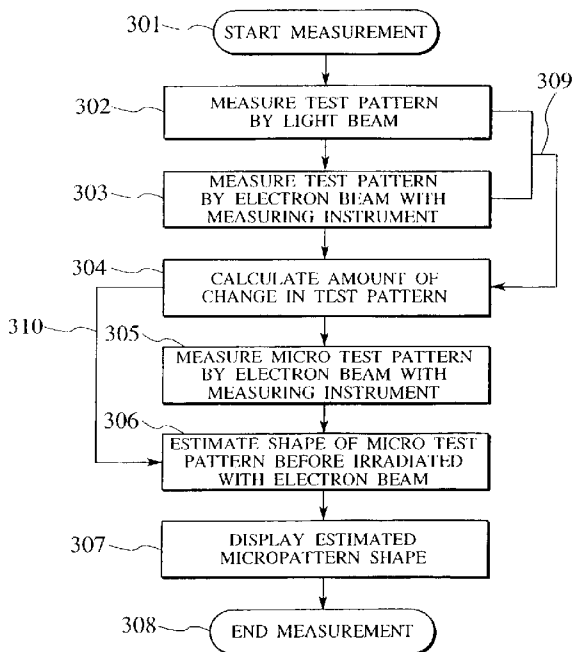 301
START MEASUREMENT
302
MEASURE TEST PATTERN
BY LIGHT BEAM
309
303
MEASURE TEST PATTERN
BY ELECTRON BEAM WITH
MEASURING INSTRUMENT
304
CALCULATE AMOUNT OF
CHANGE IN TEST PATTERN
310
305
MEASURE MICRO TEST PATTERN
BY ELECTRON BEAM WITH
MEASURING INSTRUMENT
306
ESTIMATE SHAPE OF MICRO TEST
PATTERN BEFORE IRRADIATED
WITH ELECTRON BEAM
307
DISPLAY ESTIMATED
MICROPATTERN SHAPE
308
END MEASUREMENT